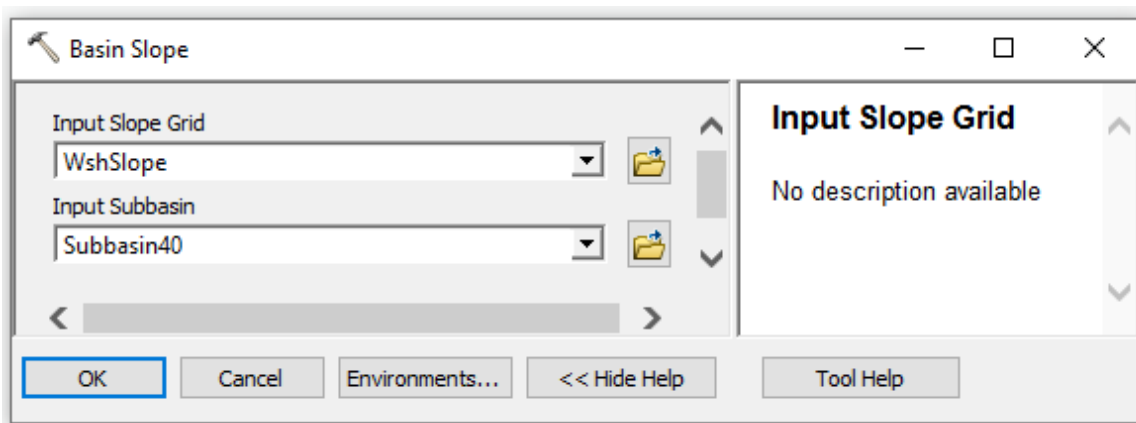 Basin Slope
Input Slope Grid
WshSlope
Input Subbasin
Subbasin40
Input Slope Grid
No description available
OK
Cancel
Environments...
<< Hide Help
Tool Help